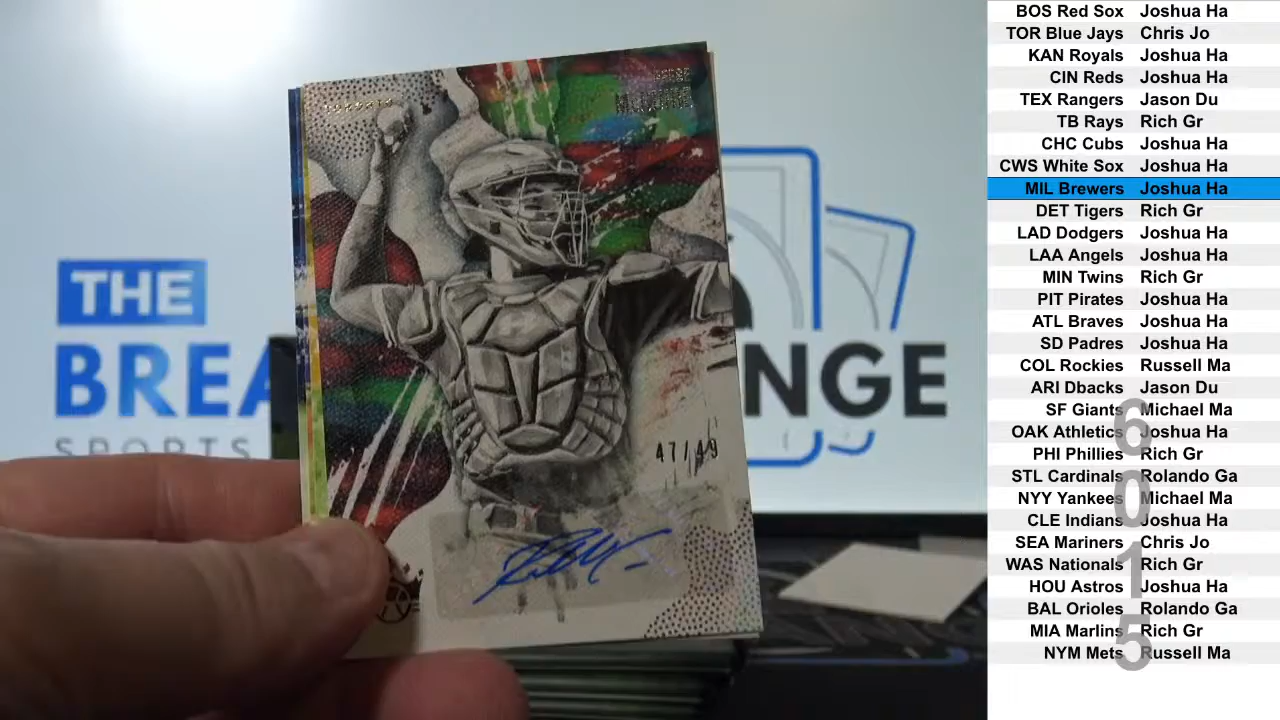 THE
BREA
NGE
SPORTS
47/49
BOS Red Sox Joshua Ha
TOR Blue Jays Chris Jo
KAN Royals Joshua Ha
CIN Reds Joshua Ha
TEX Rangers Jason Du
TB Rays Rich Gr
CHC Cubs Joshua Ha
CWS White Sox Joshua Ha
MIL Brewers Joshua Ha
DET Tigers Rich Gr
LAD Dodgers Joshua Ha
LAA Angels Joshua Ha
MIN Twins Rich Gr
PIT Pirates Joshua Ha
ATL Braves Joshua Ha
SD Padres Joshua Ha
COL Rockies Russell Ma
ARI Dbacks Jason Du
SF Giants Michael Ma
OAK Athletics Joshua Ha
PHI Phillies Rich Gr
STL Cardinals Rolando Ga
NYY Yankees Michael Ma
CLE Indians Joshua Ha
SEA Mariners Chris Jo
WAS Nationals Rich Gr
HOU Astros Joshua Ha
BAL Orioles Rolando Ga
MIA Marlins Rich Gr
NYM Mets Russell Ma
6
0
1
5